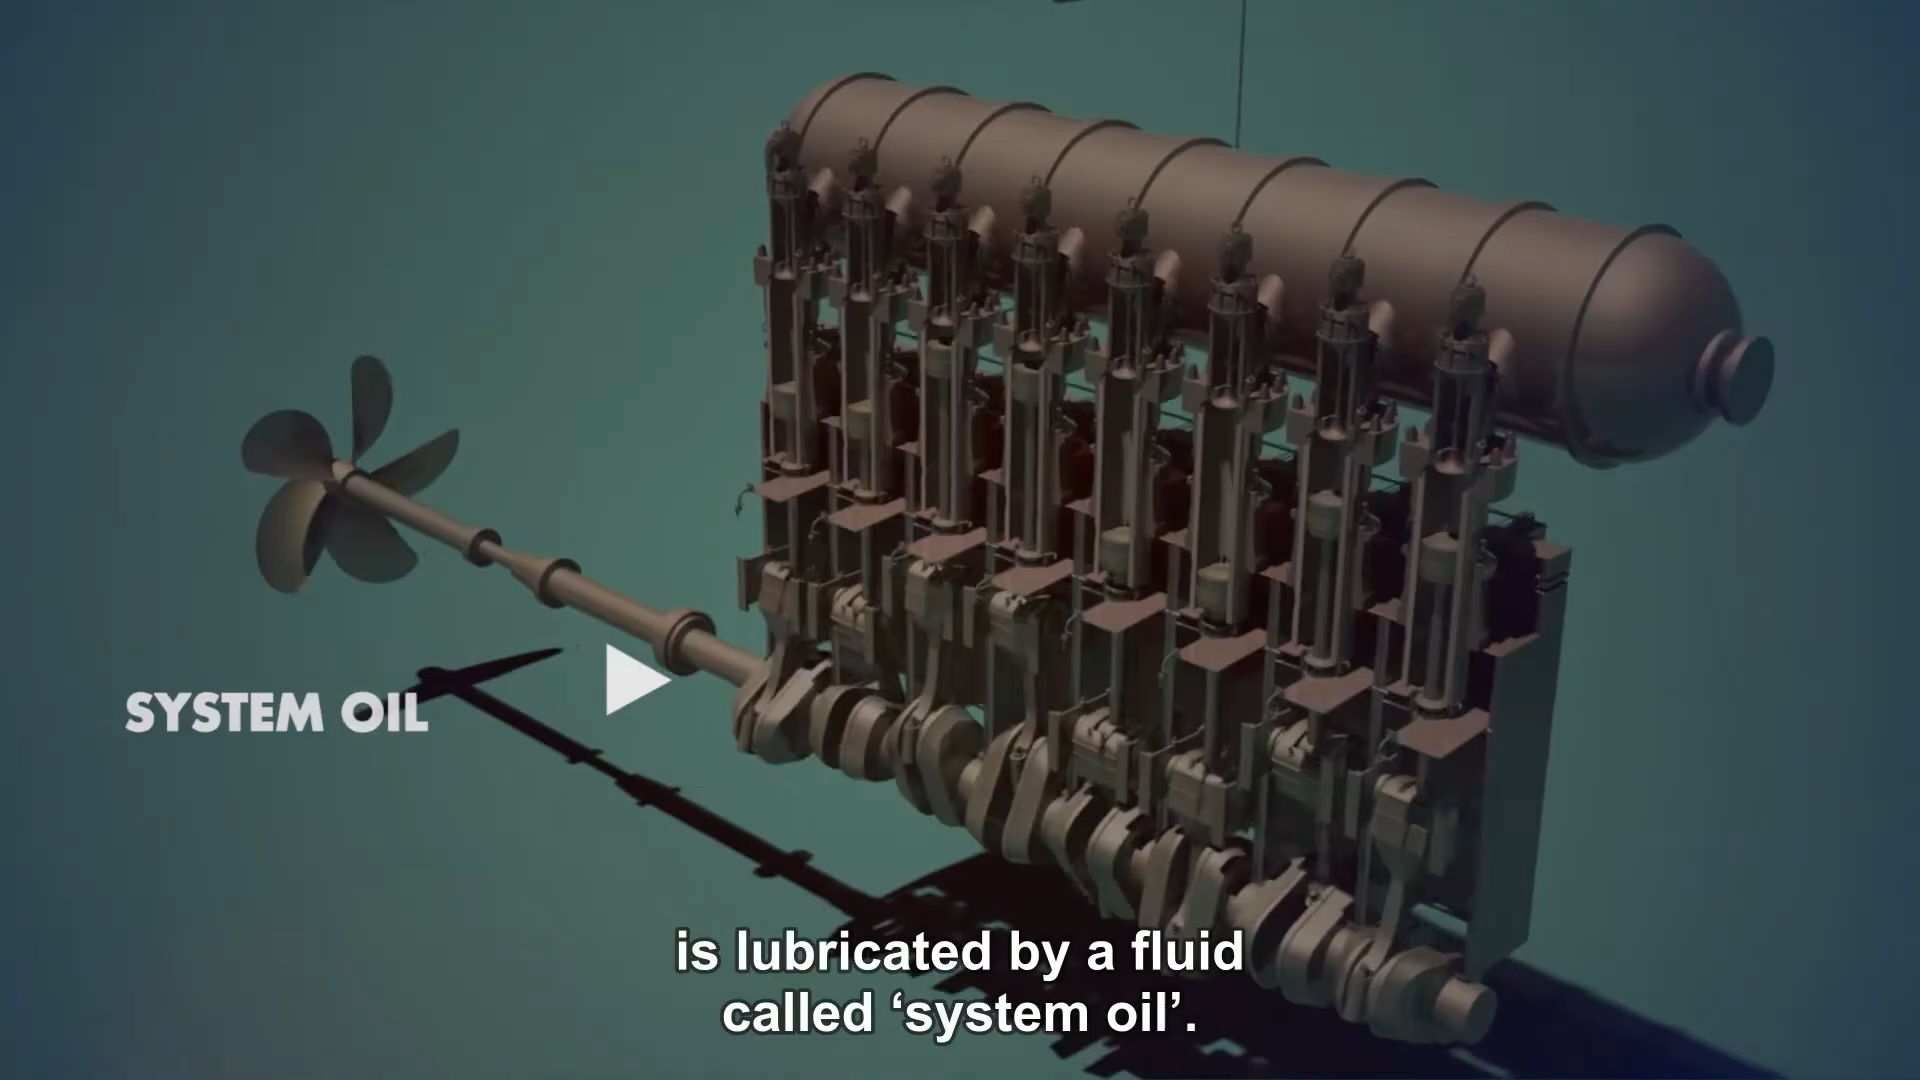 SYSTEM OIL
is lubricated by a fluid
called ‘system oil’.